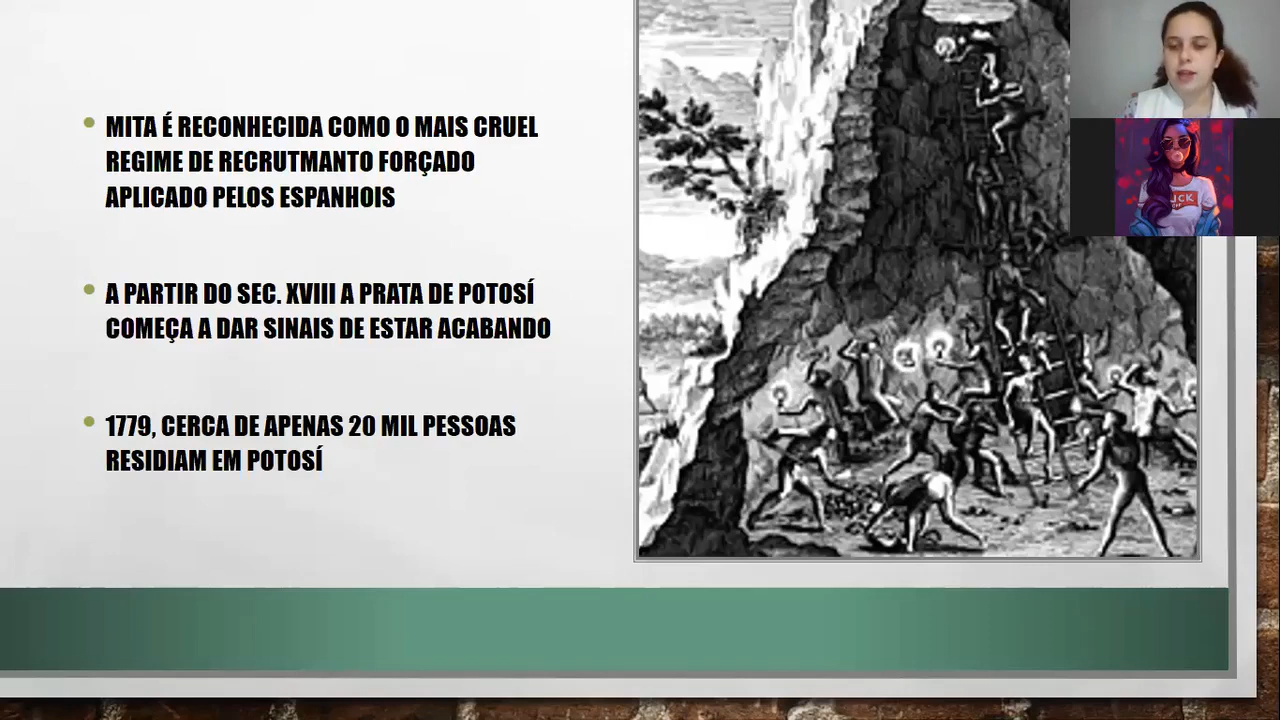 MITA É RECONHECIDA COMO O MAIS CRUEL
REGIME DE RECRUTMANTO FORÇADO
APLICADO PELOS ESPANHOIS
A PARTIR DO SEC. XVIII A PRATA DE POTOSÍ
COMEÇA A DAR SINAIS DE ESTAR ACABANDO
1779, CERCA DE APENAS 20 MIL PESSOAS
RESIDIAM EM POTOSÍ